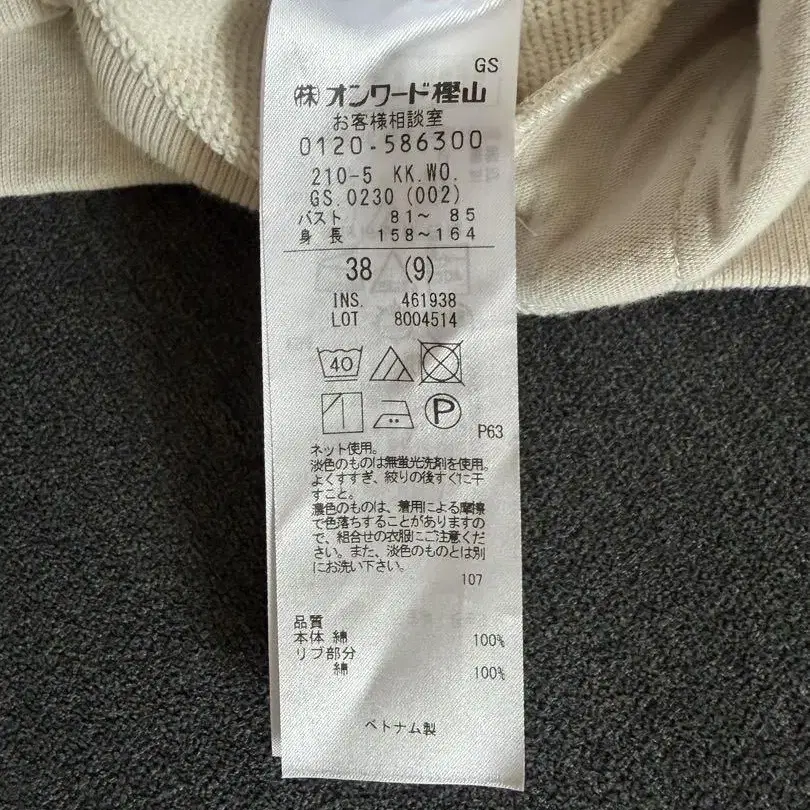 GS
㈱オンワード樫山
お客様相談室
0120-586300
210-5 KK.WO.
GS.0230 (002)
バスト 81~ 85
身長 158~164
38 (9)
INS. 461938
LOT 8004514
40
P
P63
ネット使用。
淡色のものは無蛍光洗剤を使用。
よくすすぎ、絞りの後すぐに干
すこと。
濃色のものは、着用による摩擦
で色落ちすることがありますの
で、組合せの衣服にご注意くだ
さい。また、淡色のものとは別
にお洗い下さい。
107
品質
本体 綿 100%
リブ部分
綿 100%
ベトナム製